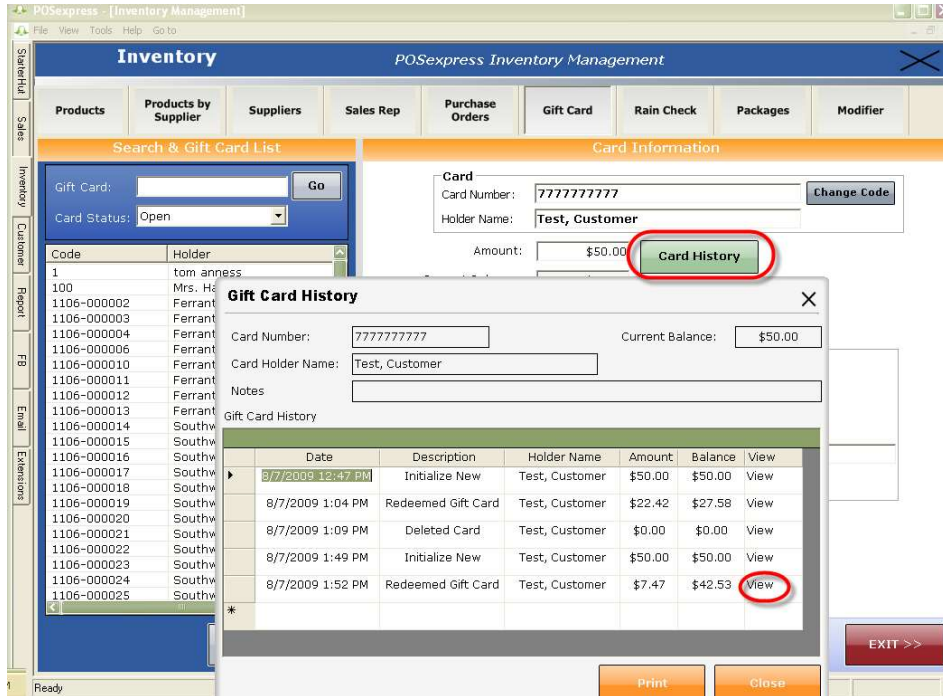 POSexpress - [Inventory Management]
File View Tools Help Go to
StarterHut
Sales
Inventory
Customer
Report
FB
Email
Extensions
Inventory
POSexpress Inventory Management
Products
Products by Supplier
Suppliers
Sales Rep
Purchase Orders
Gift Card
Rain Check
Packages
Modifier
Search & Gift Card List
Card Information
Gift Card:
Go
Card Status: Open
Card
Card Number: 7777777777
Change Code
Holder Name: Test, Customer
Amount: $50.00
Card History
Code Holder
1 tom anness
100 Mrs. Ha
1106-000002 Ferrant
1106-000003 Ferrant
1106-000004 Ferrant
1106-000006 Ferrant
1106-000010 Ferrant
1106-000011 Ferrant
1106-000012 Ferrant
1106-000013 Ferrant
1106-000014 Southw
1106-000015 Southw
1106-000016 Southw
1106-000017 Southw
1106-000018 Southw
1106-000019 Southw
1106-000020 Southw
1106-000021 Southw
1106-000022 Southw
1106-000023 Southw
1106-000024 Southw
1106-000025 Southw
Gift Card History
Card Number: 7777777777
Current Balance: $50.00
Card Holder Name: Test, Customer
Notes
Gift Card History
Date Description Holder Name Amount Balance View
8/7/2009 12:47 PM Initialize New Test, Customer $50.00 $50.00 View
8/7/2009 1:04 PM Redeemed Gift Card Test, Customer $22.42 $27.58 View
8/7/2009 1:09 PM Deleted Card Test, Customer $0.00 $0.00 View
8/7/2009 1:49 PM Initialize New Test, Customer $50.00 $50.00 View
8/7/2009 1:52 PM Redeemed Gift Card Test, Customer $7.47 $42.53 View
Print
Close
EXIT >>
Ready